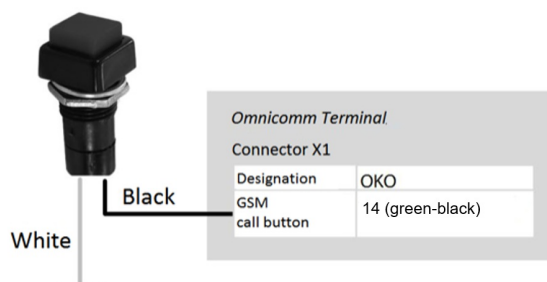 Omnicomm Terminal
Connector X1
Designation OKO
GSM
call button 14 (green-black)
Black
White